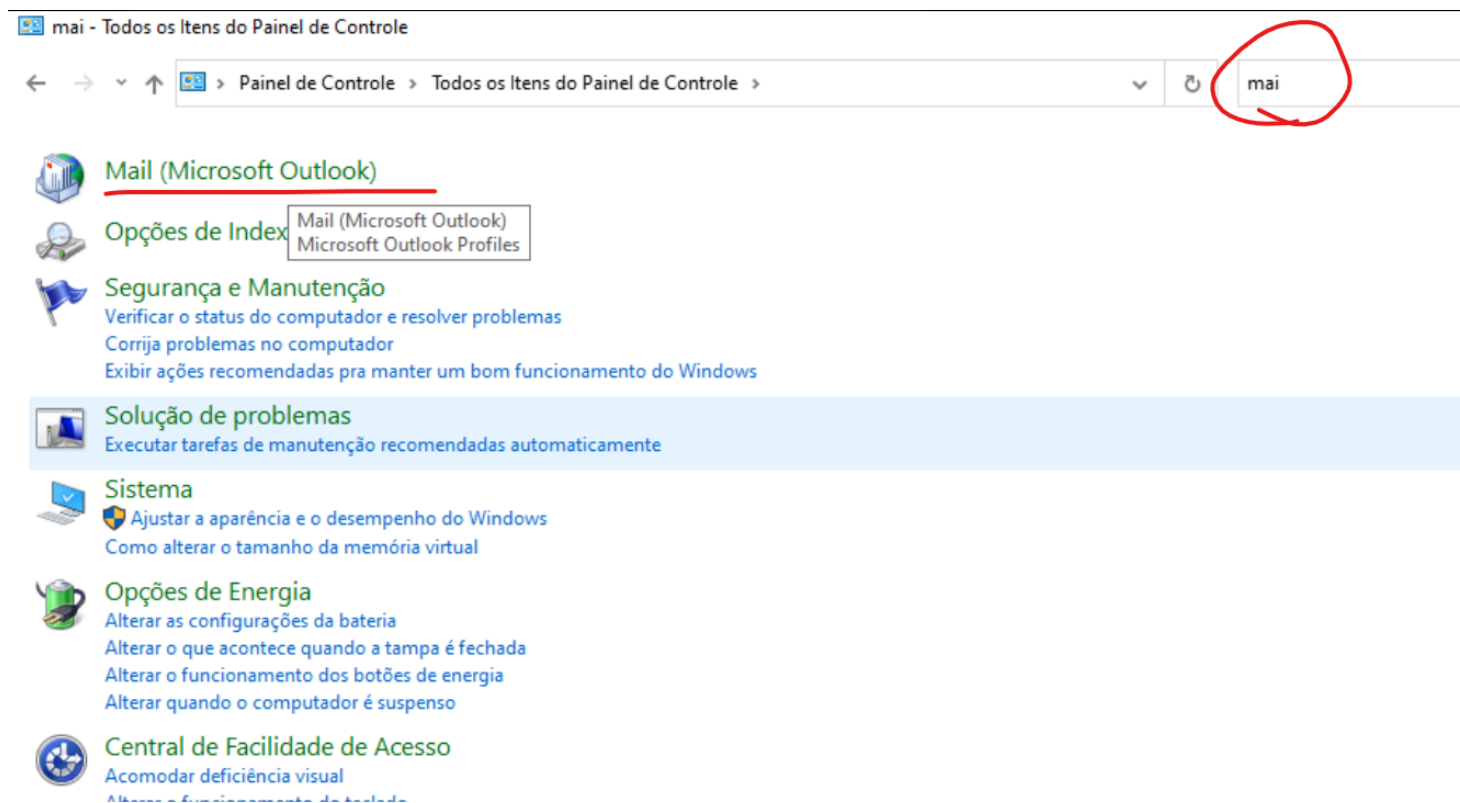 mai - Todos os Itens do Painel de Controle
Painel de Controle > Todos os Itens do Painel de Controle >
mai
Mail (Microsoft Outlook)
Opções de Index
Mail (Microsoft Outlook)
Microsoft Outlook Profiles
Segurança e Manutenção
Verificar o status do computador e resolver problemas
Corrija problemas no computador
Exibir ações recomendadas pra manter um bom funcionamento do Windows
Solução de problemas
Executar tarefas de manutenção recomendadas automaticamente
Sistema
Ajustar a aparência e o desempenho do Windows
Como alterar o tamanho da memória virtual
Opções de Energia
Alterar as configurações da bateria
Alterar o que acontece quando a tampa é fechada
Alterar o funcionamento dos botões de energia
Alterar quando o computador é suspenso
Central de Facilidade de Acesso
Acomodar deficiência visual
Alterar o funcionamento do teclado